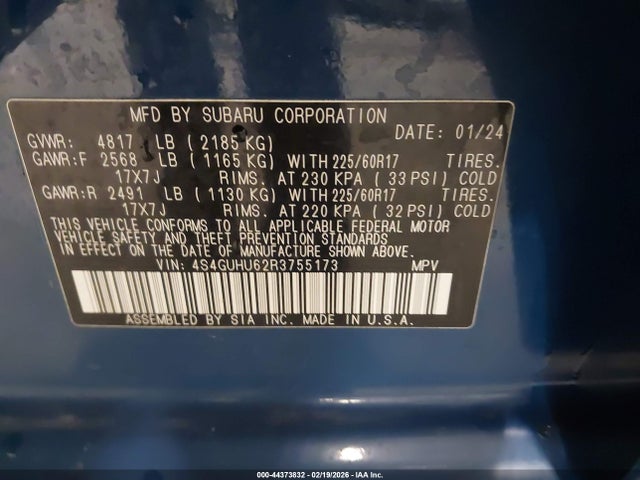 MFD BY SUBARU CORPORATION
DATE: 01/24
GVWR: 4817 LB ( 2185 KG)
GAWR:F 2568 LB ( 1165 KG) WITH 225/60R17 TIRES.
17X7J RIMS. AT 230 KPA ( 33 PSI) COLD
GAWR:R 2491 LB ( 1130 KG) WITH 225/60R17 TIRES.
17X7J RIMS. AT 220 KPA ( 32 PSI) COLD
THIS VEHICLE CONFORMS TO ALL APPLICABLE FEDERAL MOTOR
VEHICLE SAFETY AND THEFT PREVENTION STANDARDS
IN EFFECT ON THE DATE OF MANUFACTURE SHOWN ABOVE.
VIN: 4S4GUHU62R3755173 MPV
ASSEMBLED BY SIA INC. MADE IN U.S.A.
000-44373832 - 02/19/2026 - IAA Inc.